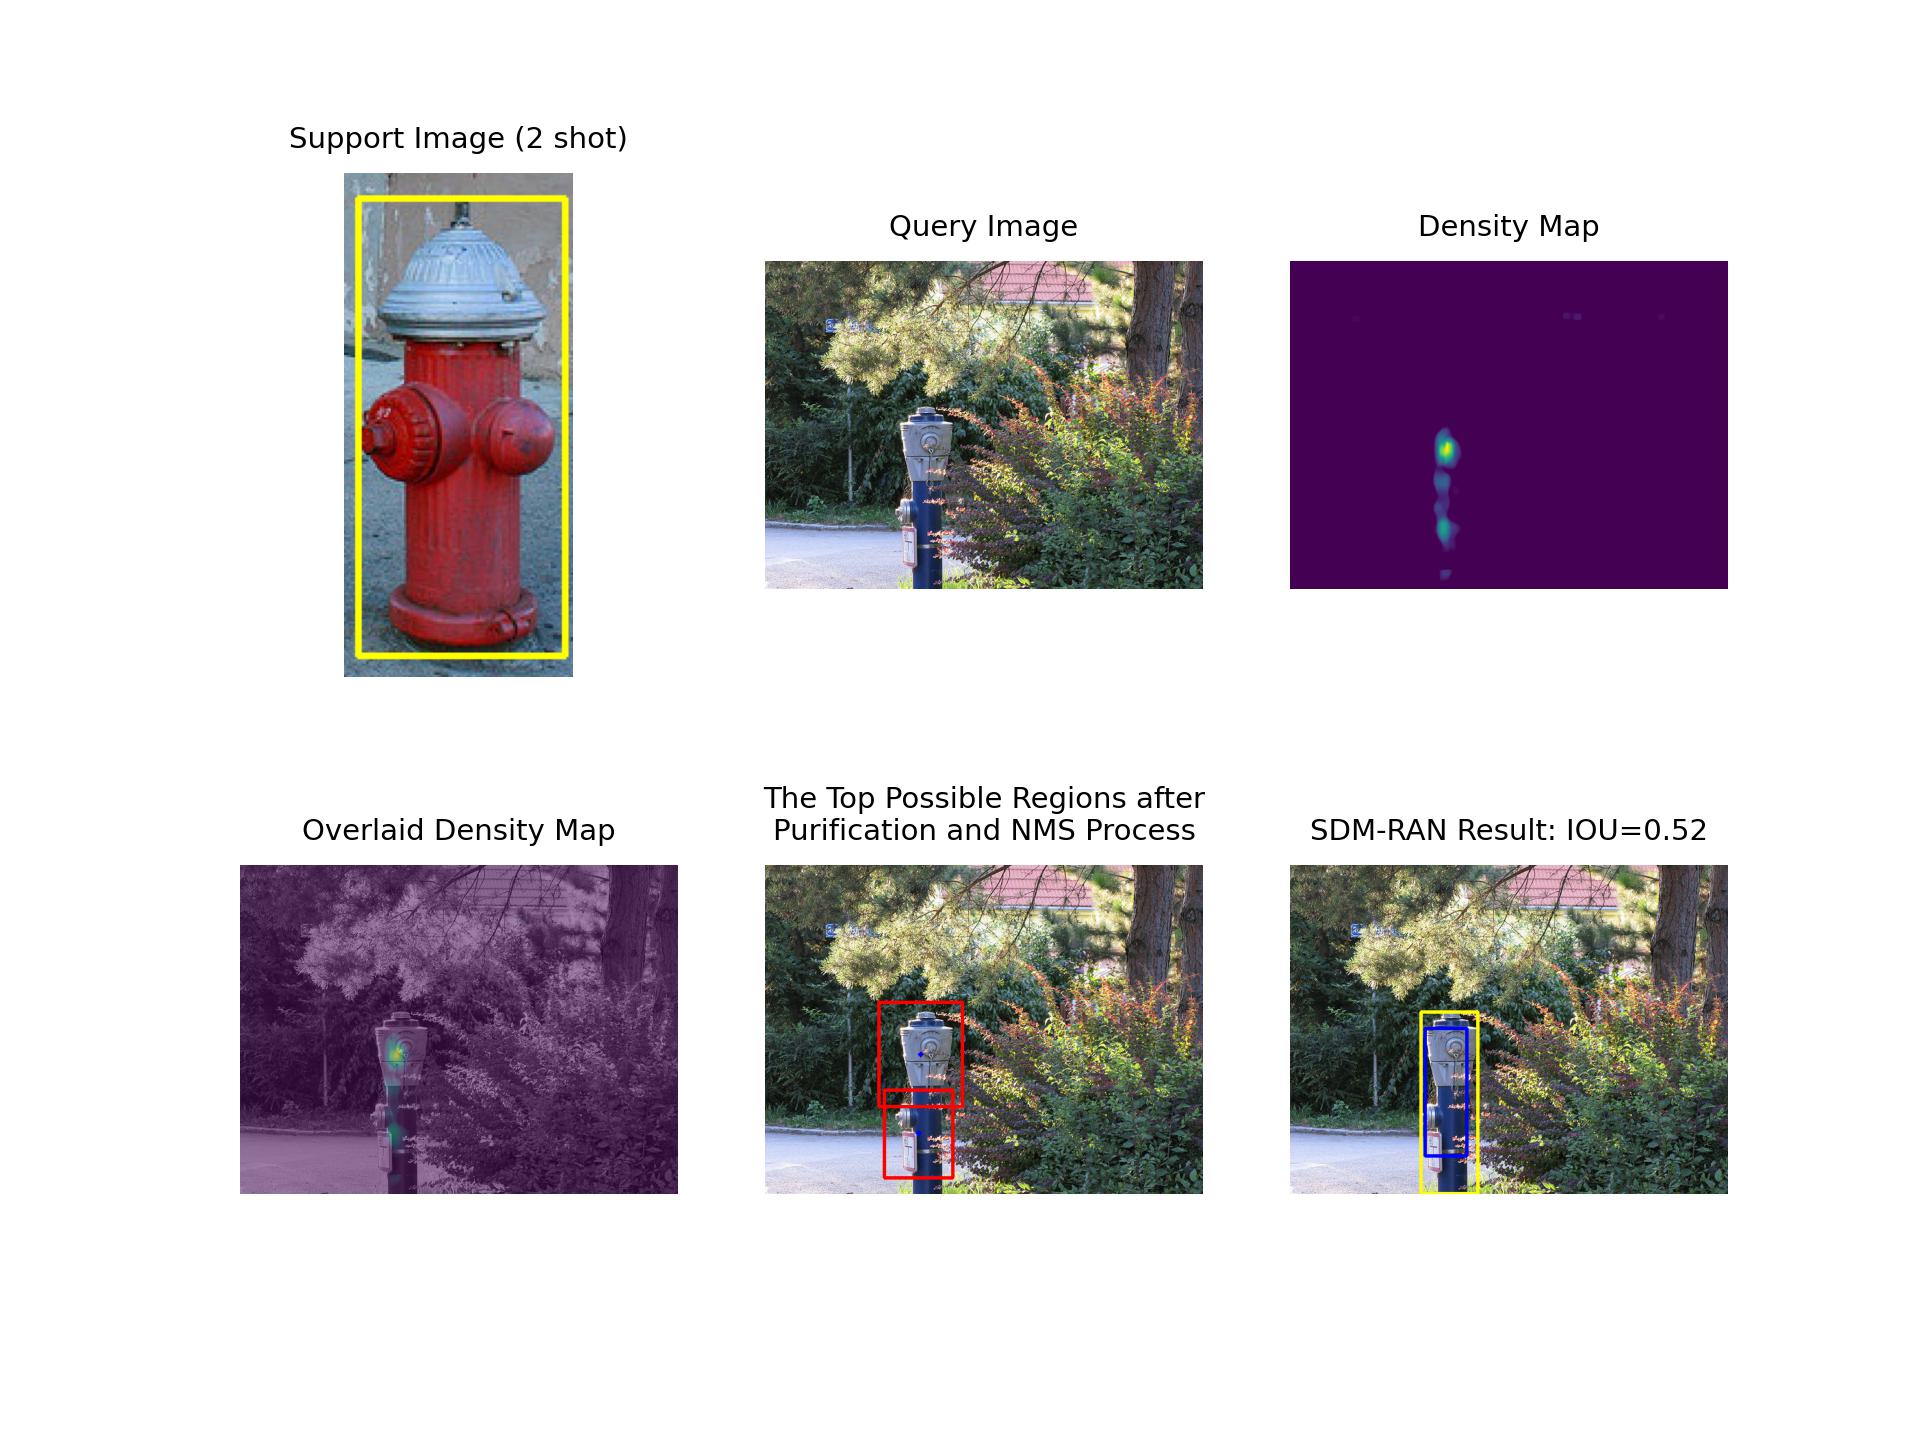 Support Image (2 shot)
Query Image
Density Map
Overlaid Density Map
The Top Possible Regions after
Purification and NMS Process
SDM-RAN Result: IOU=0.52